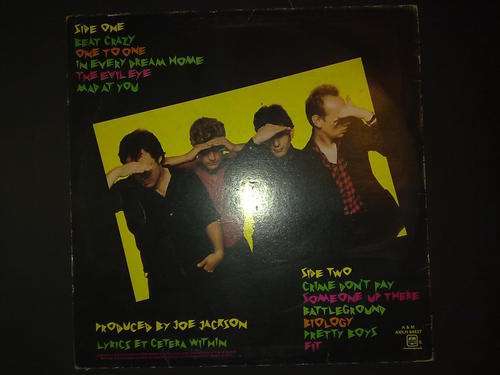 SIDE ONE
BEAT CRAZY
ONE TO ONE
IN EVERY DREAM HOME
THE EVIL EYE
MAD AT YOU
SIDE TWO
CRIME DON'T PAY
SOMEONE UP THERE
BATTLEGROUND
BIOLOGY
PRETTY BOYS
FIT
PRODUCED BY JOE JACKSON
LYRICS ET CETERA WITHIN
A & M